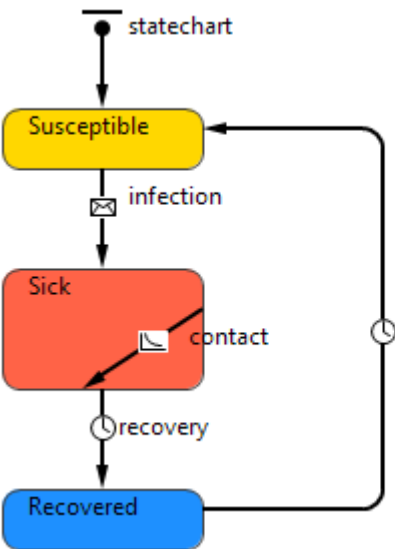 statechart
Susceptible
infection
Sick
contact
recovery
Recovered